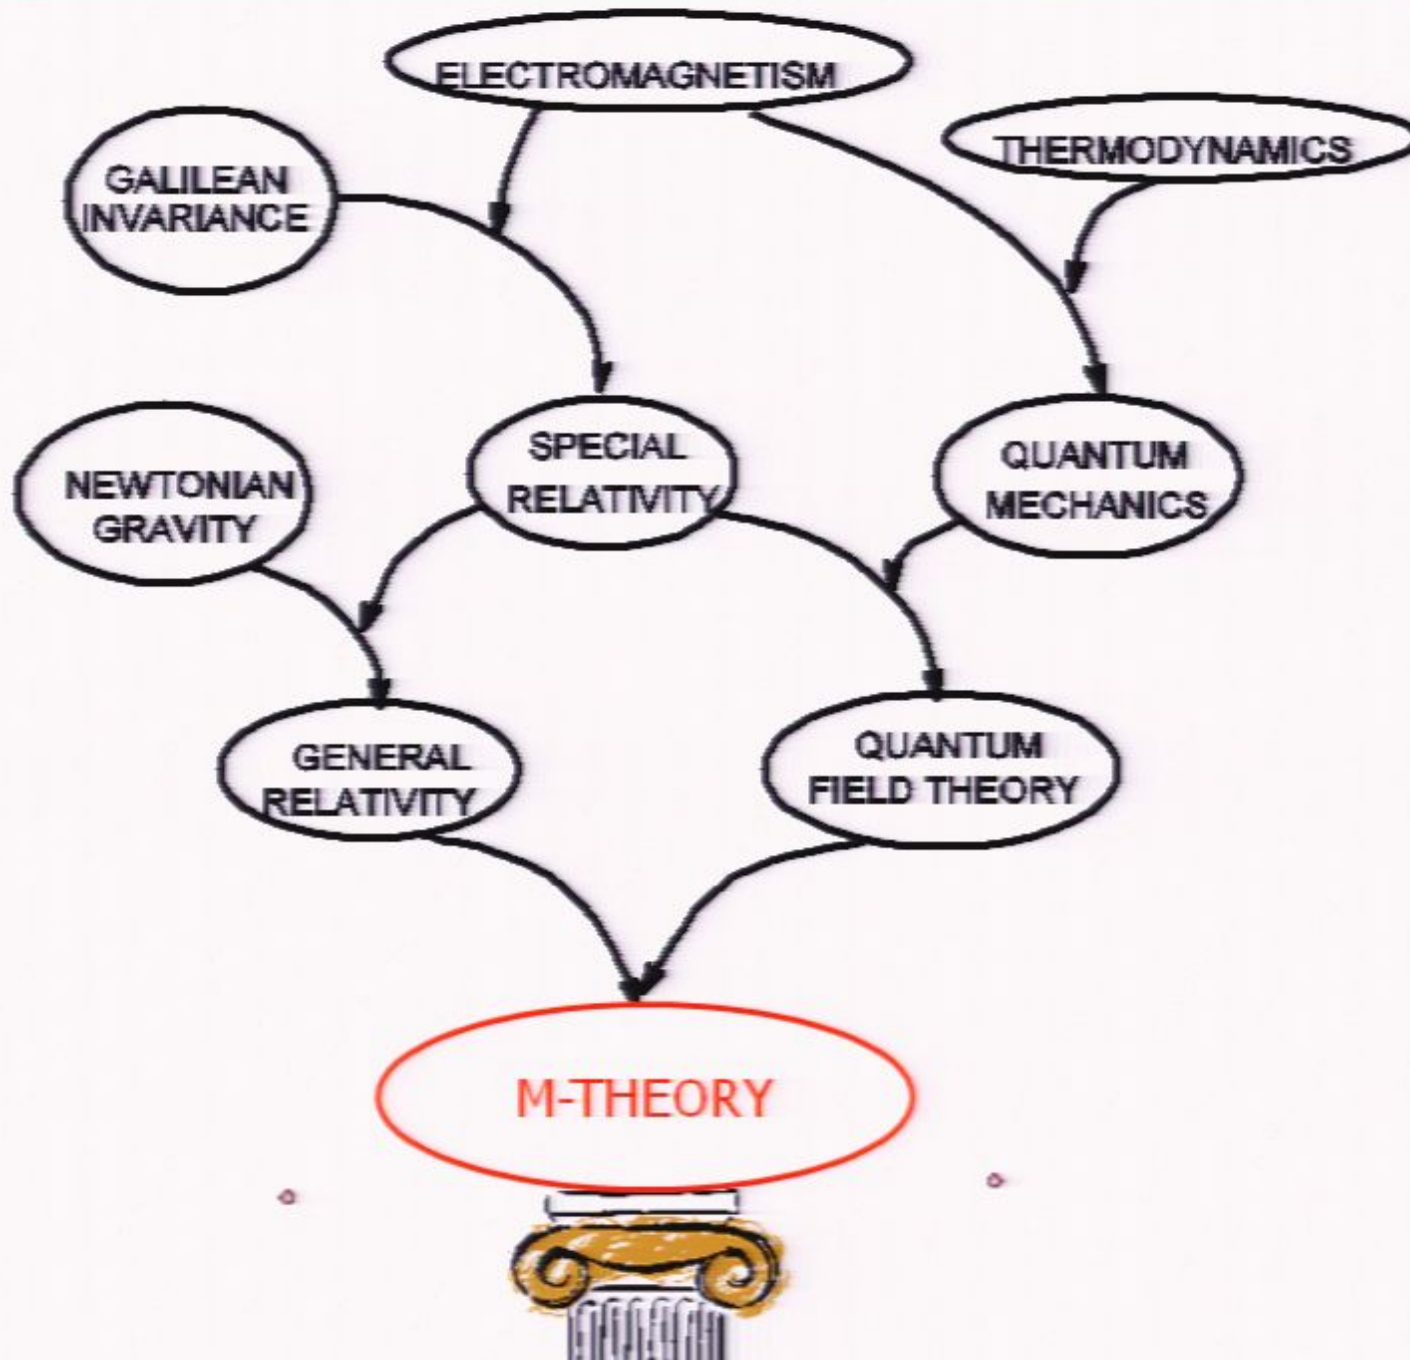 ELECTROMAGNETISM
THERMODYNAMICS
GALILEAN
INVARIANCE
SPECIAL
RELATIVITY
QUANTUM
MECHANICS
NEWTONIAN
GRAVITY
GENERAL
RELATIVITY
QUANTUM
FIELD THEORY
M-THEORY